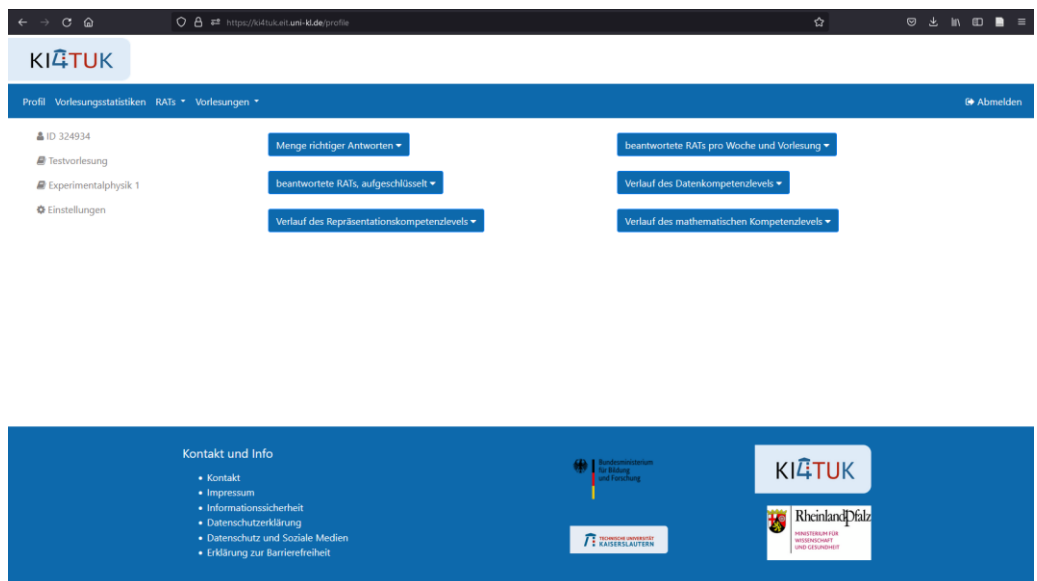 https://ki4tuk.eit.uni-kl.de/profile
KI4TUK
Profil Vorlesungsstatistiken RATs Vorlesungen Abmelden
ID 324934
Testvorlesung
Experimentalphysik 1
Einstellungen
Menge richtiger Antworten
beantwortete RATs pro Woche und Vorlesung
beantwortete RATs, aufgeschlüsselt
Verlauf des Datenkompetenzlevels
Verlauf des Repräsentationskompetenzlevels
Verlauf des mathematischen Kompetenzlevels
Kontakt und Info
Kontakt
Impressum
Informationssicherheit
Datenschutzerklärung
Datenschutz und Soziale Medien
Erklärung zur Barrierefreiheit
Bundesministerium
für Bildung
und Forschung
TECHNISCHE UNIVERSITÄT
KAISERSLAUTERN
KI4TUK
RheinlandPfalz
MINISTERIUM FÜR
WISSENSCHAFT
UND GESUNDHEIT